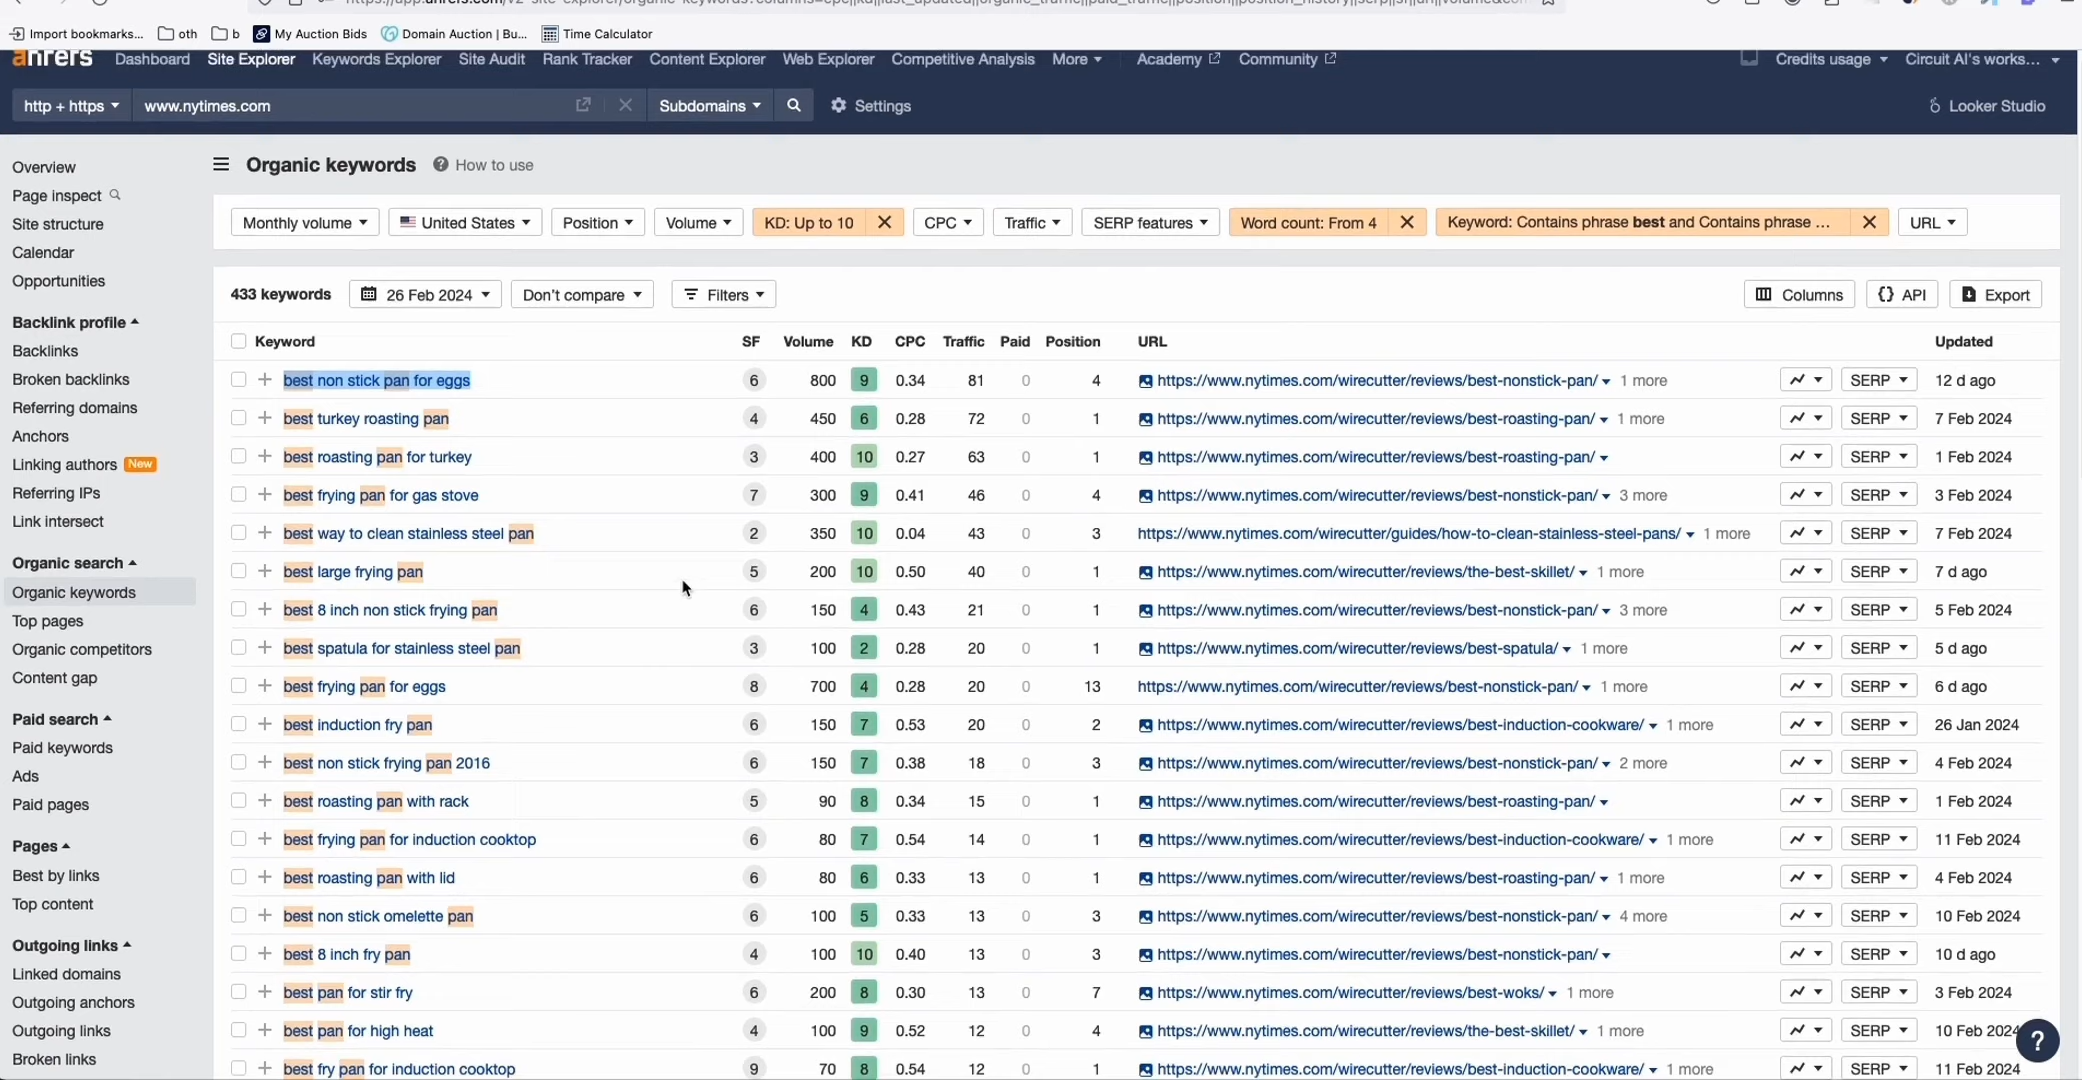 https://app.ahrefs.com/v2-site-explorer/organic-keywords?columns=
Import bookmarks... oth b My Auction Bids Domain Auction | Bu... Time Calculator
ahrefs Dashboard Site Explorer Keywords Explorer Site Audit Rank Tracker Content Explorer Web Explorer Competitive Analysis More Academy Community Credits usage Circuit AI's works...
http + https www.nytimes.com Subdomains Settings Looker Studio
Overview
Page inspect
Site structure
Calendar
Opportunities
Backlink profile
Backlinks
Broken backlinks
Referring domains
Anchors
Linking authors New
Referring IPs
Link intersect
Organic search
Organic keywords
Top pages
Organic competitors
Content gap
Paid search
Paid keywords
Ads
Paid pages
Pages
Best by links
Top content
Outgoing links
Linked domains
Outgoing anchors
Outgoing links
Broken links
Organic keywords ? How to use
Monthly volume United States Position Volume KD: Up to 10 CPC Traffic SERP features Word count: From 4 Keyword: Contains phrase best and Contains phrase ... URL
433 keywords 26 Feb 2024 Don't compare Filters Columns {} API Export
Keyword SF Volume KD CPC Traffic Paid Position URL Updated
best non stick pan for eggs 6 800 9 0.34 81 0 4 https://www.nytimes.com/wirecutter/reviews/best-nonstick-pan/ 1 more SERP 12 d ago
best turkey roasting pan 4 450 6 0.28 72 0 1 https://www.nytimes.com/wirecutter/reviews/best-roasting-pan/ 1 more SERP 7 Feb 2024
best roasting pan for turkey 3 400 10 0.27 63 0 1 https://www.nytimes.com/wirecutter/reviews/best-roasting-pan/ SERP 1 Feb 2024
best frying pan for gas stove 7 300 9 0.41 46 0 4 https://www.nytimes.com/wirecutter/reviews/best-nonstick-pan/ 3 more SERP 3 Feb 2024
best way to clean stainless steel pan 2 350 10 0.04 43 0 3 https://www.nytimes.com/wirecutter/guides/how-to-clean-stainless-steel-pans/ 1 more SERP 7 Feb 2024
best large frying pan 5 200 10 0.50 40 0 1 https://www.nytimes.com/wirecutter/reviews/the-best-skillet/ 1 more SERP 7 d ago
best 8 inch non stick frying pan 6 150 4 0.43 21 0 1 https://www.nytimes.com/wirecutter/reviews/best-nonstick-pan/ 3 more SERP 5 Feb 2024
best spatula for stainless steel pan 3 100 2 0.28 20 0 1 https://www.nytimes.com/wirecutter/reviews/best-spatula/ 1 more SERP 5 d ago
best frying pan for eggs 8 700 4 0.28 20 0 13 https://www.nytimes.com/wirecutter/reviews/best-nonstick-pan/ 1 more SERP 6 d ago
best induction fry pan 6 150 7 0.53 20 0 2 https://www.nytimes.com/wirecutter/reviews/best-induction-cookware/ 1 more SERP 26 Jan 2024
best non stick frying pan 2016 6 150 7 0.38 18 0 3 https://www.nytimes.com/wirecutter/reviews/best-nonstick-pan/ 2 more SERP 4 Feb 2024
best roasting pan with rack 5 90 8 0.34 15 0 1 https://www.nytimes.com/wirecutter/reviews/best-roasting-pan/ SERP 1 Feb 2024
best frying pan for induction cooktop 6 80 7 0.54 14 0 1 https://www.nytimes.com/wirecutter/reviews/best-induction-cookware/ 1 more SERP 11 Feb 2024
best roasting pan with lid 6 80 6 0.33 13 0 1 https://www.nytimes.com/wirecutter/reviews/best-roasting-pan/ 1 more SERP 4 Feb 2024
best non stick omelette pan 6 100 5 0.33 13 0 3 https://www.nytimes.com/wirecutter/reviews/best-nonstick-pan/ 4 more SERP 10 Feb 2024
best 8 inch fry pan 4 100 10 0.40 13 0 3 https://www.nytimes.com/wirecutter/reviews/best-nonstick-pan/ SERP 10 d ago
best pan for stir fry 6 200 8 0.30 13 0 7 https://www.nytimes.com/wirecutter/reviews/best-woks/ 1 more SERP 3 Feb 2024
best pan for high heat 4 100 9 0.52 12 0 4 https://www.nytimes.com/wirecutter/reviews/the-best-skillet/ 1 more SERP 10 Feb 2024
best fry pan for induction cooktop 9 70 8 0.54 12 0 1 https://www.nytimes.com/wirecutter/reviews/best-induction-cookware/ 1 more SERP 11 Feb 2024
?